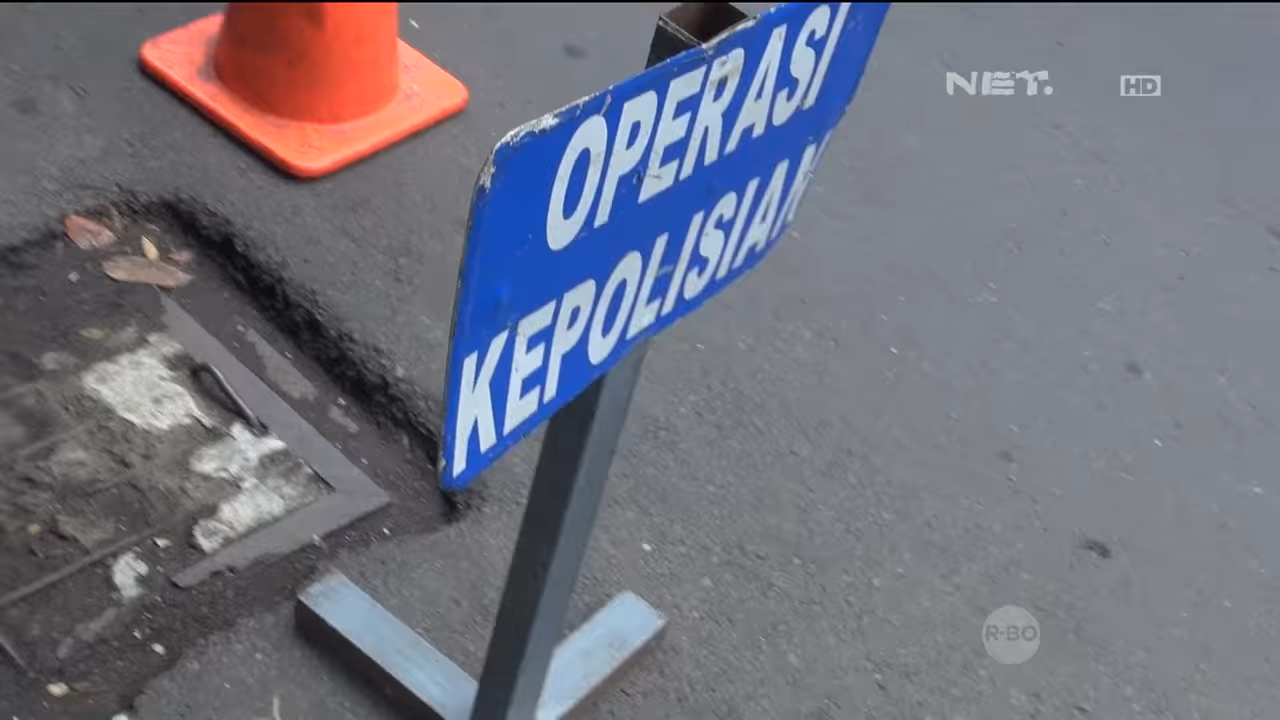 OPERASI
KEPOLISIAN
NET.
HD
R-BO